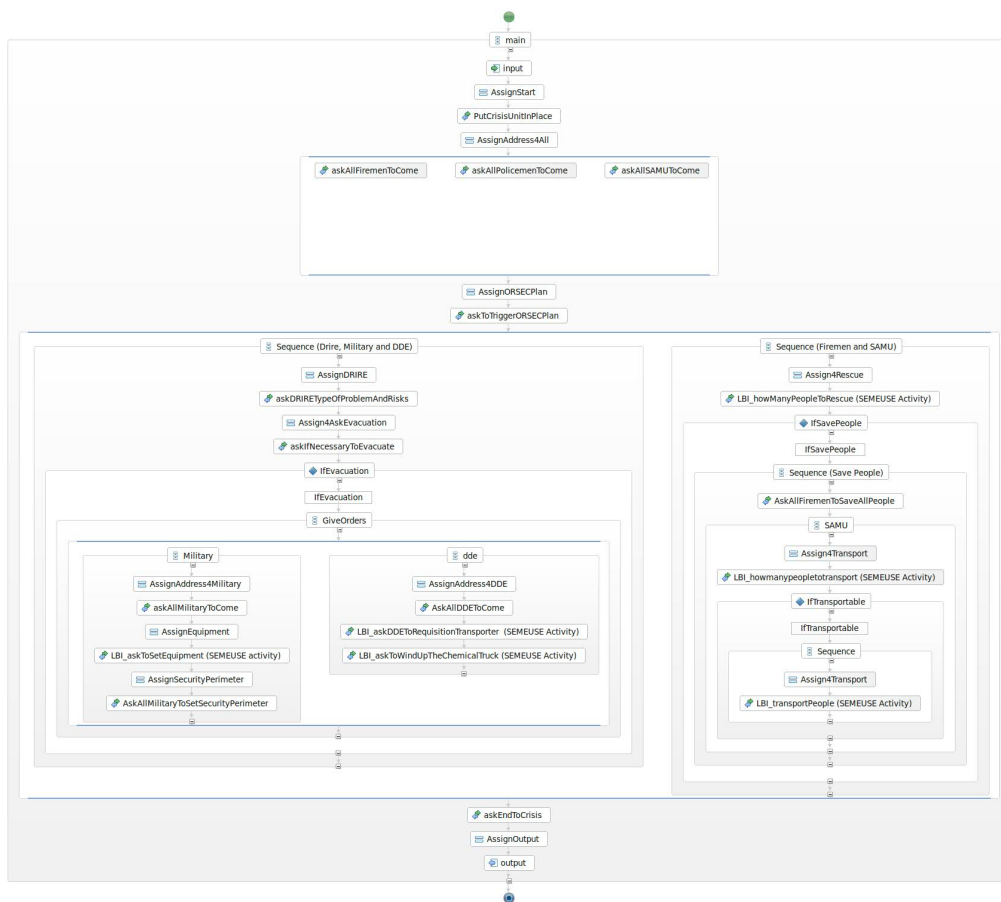 main
input
AssignStart
PutCrisisUnitInPlace
AssignAddress4All
askAllFiremenToCome
askAllPolicemenToCome
askAllSAMUToCome
AssignORSECPlan
askToTriggerORSECPlan
Sequence (Drire, Military and DDE)
AssignDRIRE
askDRIRETypeOfProblemAndRisks
Assign4AskEvacuation
askIfNecessaryToEvacuate
IfEvacuation
IfEvacuation
GiveOrders
Military
AssignAddress4Military
askAllMilitaryToCome
AssignEquipment
LBI_askToSetEquipment (SEMEUSE activity)
AssignSecurityPerimeter
AskAllMilitaryToSetSecurityPerimeter
dde
AssignAddress4DDE
AskAllDDEToCome
LBI_askDDEToRequisitionTransporter (SEMEUSE Activity)
LBI_askToWindUpTheChemicalTruck (SEMEUSE Activity)
Sequence (Firemen and SAMU)
Assign4Rescue
LBI_howManyPeopleToRescue (SEMEUSE Activity)
IfSavePeople
IfSavePeople
Sequence (Save People)
AskAllFiremenToSaveAllPeople
SAMU
Assign4Transport
LBI_howmanypeopletotransport (SEMEUSE Activity)
IfTransportable
IfTransportable
Sequence
Assign4Transport
LBI_transportPeople (SEMEUSE Activity)
askEndToCrisis
AssignOutput
output